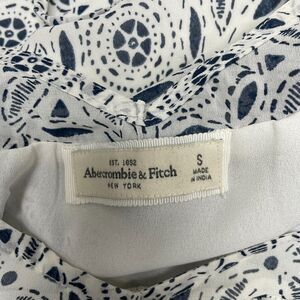 EST. 1892
Abercrombie & Fitch
NEW YORK
S
MADE
IN INDIA